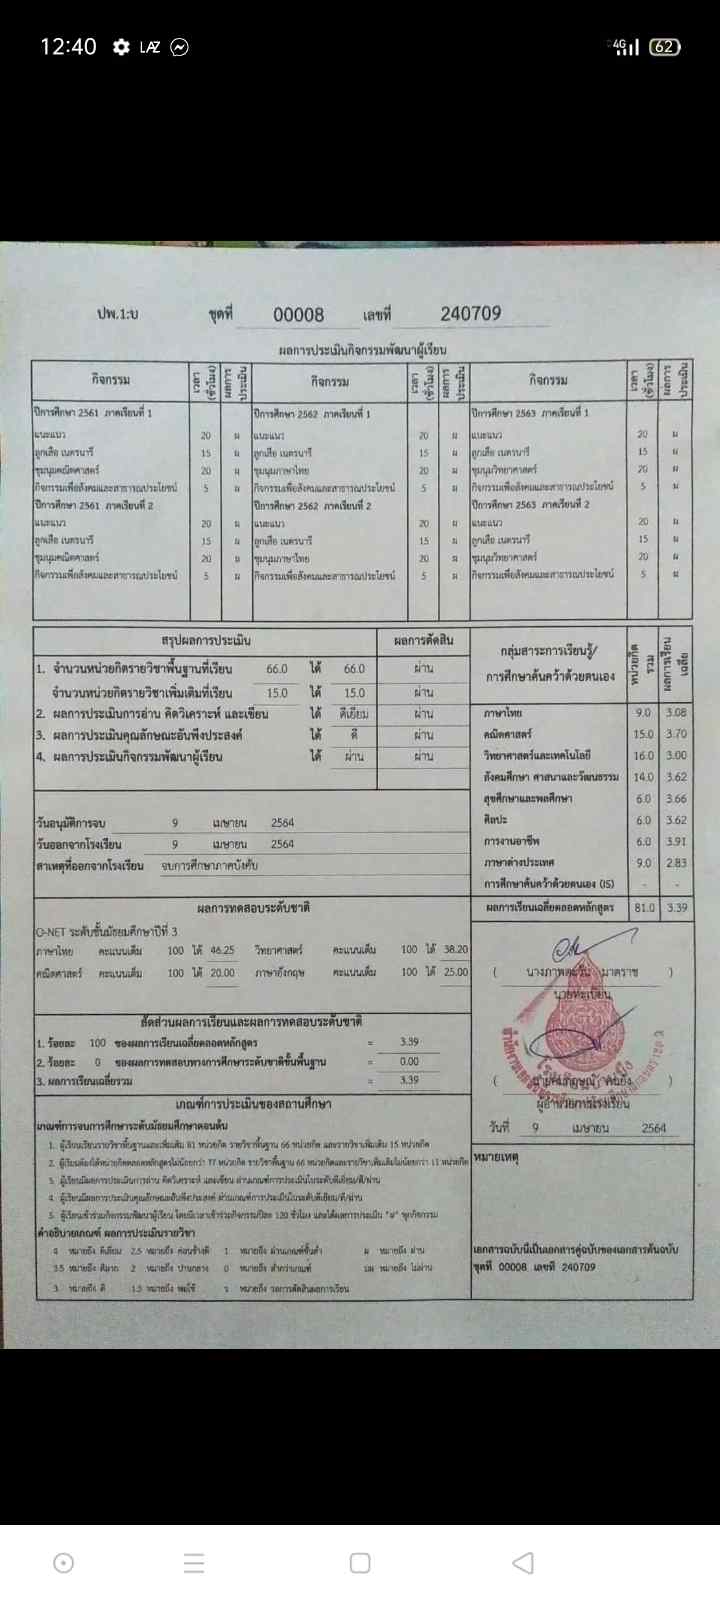 12:40 LAZ 4G 62
ปพ.1:บ ชุดที่ 00008 เลขที่ 240709
ผลการประเมินกิจกรรมพัฒนาผู้เรียน
กิจกรรม เวลา (ชั่วโมง) ผลการประเมิน กิจกรรม เวลา (ชั่วโมง) ผลการประเมิน กิจกรรม เวลา (ชั่วโมง) ผลการประเมิน
ปีการศึกษา 2561 ภาคเรียนที่ 1 ปีการศึกษา 2562 ภาคเรียนที่ 1 ปีการศึกษา 2563 ภาคเรียนที่ 1
แนะแนว 20 ผ แนะแนว 20 ผ แนะแนว 20 ผ
ลูกเสือ เนตรนารี 15 ผ ลูกเสือ เนตรนารี 15 ผ ลูกเสือ เนตรนารี 15 ผ
ชุมนุมคณิตศาสตร์ 20 ผ ชุมนุมภาษาไทย 20 ผ ชุมนุมวิทยาศาสตร์ 20 ผ
กิจกรรมเพื่อสังคมและสาธารณประโยชน์ 5 ผ กิจกรรมเพื่อสังคมและสาธารณประโยชน์ 5 ผ กิจกรรมเพื่อสังคมและสาธารณประโยชน์ 5 ผ
ปีการศึกษา 2561 ภาคเรียนที่ 2 ปีการศึกษา 2562 ภาคเรียนที่ 2 ปีการศึกษา 2563 ภาคเรียนที่ 2
แนะแนว 20 ผ แนะแนว 20 ผ แนะแนว 20 ผ
ลูกเสือ เนตรนารี 15 ผ ลูกเสือ เนตรนารี 15 ผ ลูกเสือ เนตรนารี 15 ผ
ชุมนุมคณิตศาสตร์ 20 ผ ชุมนุมภาษาไทย 20 ผ ชุมนุมวิทยาศาสตร์ 20 ผ
กิจกรรมเพื่อสังคมและสาธารณประโยชน์ 5 ผ กิจกรรมเพื่อสังคมและสาธารณประโยชน์ 5 ผ กิจกรรมเพื่อสังคมและสาธารณประโยชน์ 5 ผ
สรุปผลการประเมิน ผลการตัดสิน
1. จำนวนหน่วยกิตรายวิชาพื้นฐานที่เรียน 66.0 ได้ 66.0 ผ่าน
จำนวนหน่วยกิตรายวิชาเพิ่มเติมที่เรียน 15.0 ได้ 15.0 ผ่าน
2. ผลการประเมินการอ่าน คิดวิเคราะห์ และเขียน ได้ ดีเยี่ยม ผ่าน
3. ผลการประเมินคุณลักษณะอันพึงประสงค์ ได้ ดี ผ่าน
4. ผลการประเมินกิจกรรมพัฒนาผู้เรียน ได้ ผ่าน ผ่าน
วันอนุมัติการจบ 9 เมษายน 2564
วันออกจากโรงเรียน 9 เมษายน 2564
สาเหตุที่ออกจากโรงเรียน จบการศึกษาภาคบังคับ
กลุ่มสาระการเรียนรู้/ หน่วยกิตรวม ผลการเรียนเฉลี่ย
การศึกษาค้นคว้าด้วยตนเอง
ภาษาไทย 9.0 3.08
คณิตศาสตร์ 15.0 3.70
วิทยาศาสตร์และเทคโนโลยี 16.0 3.00
สังคมศึกษา ศาสนาและวัฒนธรรม 14.0 3.62
สุขศึกษาและพลศึกษา 6.0 3.66
ศิลปะ 6.0 3.62
การงานอาชีพ 6.0 3.91
ภาษาต่างประเทศ 9.0 2.83
การศึกษาค้นคว้าด้วยตนเอง (IS) - -
ผลการเรียนเฉลี่ยตลอดหลักสูตร 81.0 3.39
ผลการทดสอบระดับชาติ
O-NET ระดับชั้นมัธยมศึกษาปีที่ 3
ภาษาไทย คะแนนเต็ม 100 ได้ 46.25 วิทยาศาสตร์ คะแนนเต็ม 100 ได้ 38.20
คณิตศาสตร์ คะแนนเต็ม 100 ได้ 20.00 ภาษาอังกฤษ คะแนนเต็ม 100 ได้ 25.00
สัดส่วนผลการเรียนและผลการทดสอบระดับชาติ
1. ร้อยละ 100 ของผลการเรียนเฉลี่ยตลอดหลักสูตร = 3.39
2. ร้อยละ 0 ของผลการทดสอบทางการศึกษาระดับชาติขั้นพื้นฐาน = 0.00
3. ผลการเรียนเฉลี่ยรวม = 3.39
( มาตราช )
นายทะเบียน
ผู้อำนวยการโรงเรียน
วันที่ 9 เมษายน 2564
เกณฑ์การประเมินของสถานศึกษา
เกณฑ์การจบการศึกษาระดับมัธยมศึกษาตอนต้น
1. ผู้เรียนเรียนรายวิชาพื้นฐานและเพิ่มเติม 81 หน่วยกิต รายวิชาพื้นฐาน 66 หน่วยกิต และรายวิชาเพิ่มเติม 15 หน่วยกิต
2. ผู้เรียนต้องได้หน่วยกิตตลอดหลักสูตรไม่น้อยกว่า 77 หน่วยกิต รายวิชาพื้นฐาน 66 หน่วยกิตและรายวิชาเพิ่มเติมไม่น้อยกว่า 11 หน่วยกิต
3. ผู้เรียนมีผลการประเมินการอ่าน คิดวิเคราะห์ และเขียน ผ่านเกณฑ์การประเมินในระดับดีเยี่ยม/ดี/ผ่าน
4. ผู้เรียนมีผลการประเมินคุณลักษณะอันพึงประสงค์ ผ่านเกณฑ์การประเมินในระดับดีเยี่ยม/ดี/ผ่าน
5. ผู้เรียนเข้าร่วมกิจกรรมพัฒนาผู้เรียน โดยมีเวลาเข้าร่วมกิจกรรม/ปีละ 120 ชั่วโมง และได้ผลการประเมิน "ผ" ทุกกิจกรรม
คำอธิบายเกณฑ์ ผลการประเมินรายวิชา
4 หมายถึง ดีเยี่ยม 2.5 หมายถึง ค่อนข้างดี 1 หมายถึง ผ่านเกณฑ์ขั้นต่ำ ผ หมายถึง ผ่าน
3.5 หมายถึง ดีมาก 2 หมายถึง ปานกลาง 0 หมายถึง ต่ำกว่าเกณฑ์ มผ หมายถึง ไม่ผ่าน
3 หมายถึง ดี 1.5 หมายถึง พอใช้ ร หมายถึง รอการตัดสินผลการเรียน
หมายเหตุ
เอกสารฉบับนี้เป็นเอกสารคู่ฉบับของเอกสารต้นฉบับ
ชุดที่ 00008 เลขที่ 240709